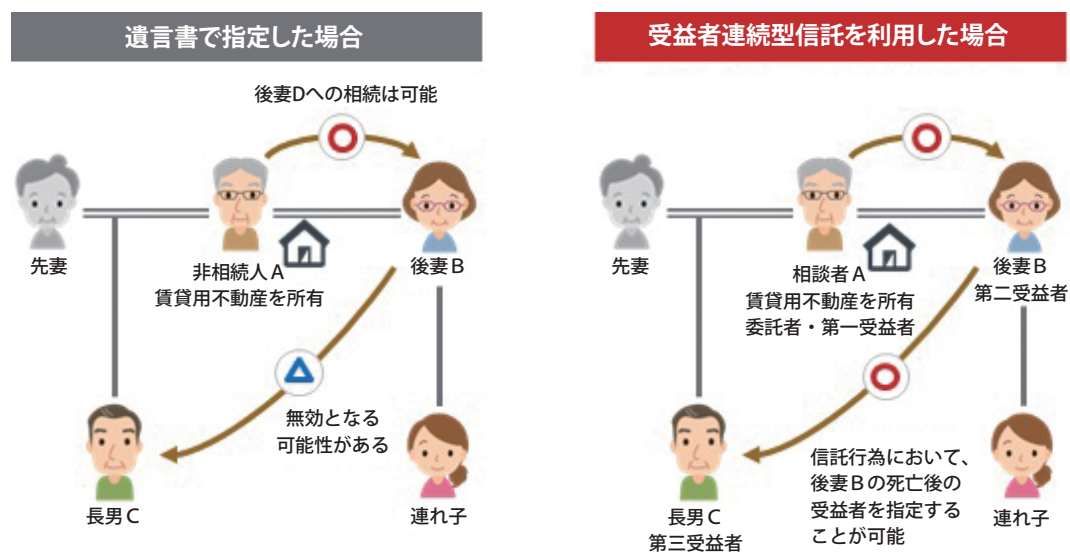 遺言書で指定した場合
後妻Dへの相続は可能
先妻
非相続人A
賃貸用不動産を所有
後妻B
無効となる
可能性がある
長男C
連れ子
受益者連続型信託を利用した場合
先妻
相談者A
賃貸用不動産を所有
委託者・第一受益者
後妻B
第二受益者
信託行為において、
後妻Bの死亡後の
受益者を指定する
ことが可能
長男C
第三受益者
連れ子